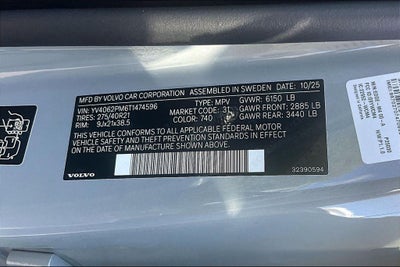 MFD BY VOLVO CAR CORPORATION ASSEMBLED IN SWEDEN 10/25
VIN: YV4062PM6T1474596 TYPE: MPV GVWR: 6150 LB
TIRES: 275/40R21 MARKET CODE: 31 GAWR FRONT: 2885 LB
RIMS: 9Jx21x38.5 COLOR: 740 GAWR REAR: 3440 LB
THIS VEHICLE CONFORMS TO ALL APPLICABLE FEDERAL MOTOR
VEHICLE SAFETY AND THEFT PREVENTION STANDARDS
IN EFFECT ON THE DATE OF MANUFACTURE SHOWN ABOVE.
VOLVO 32390594